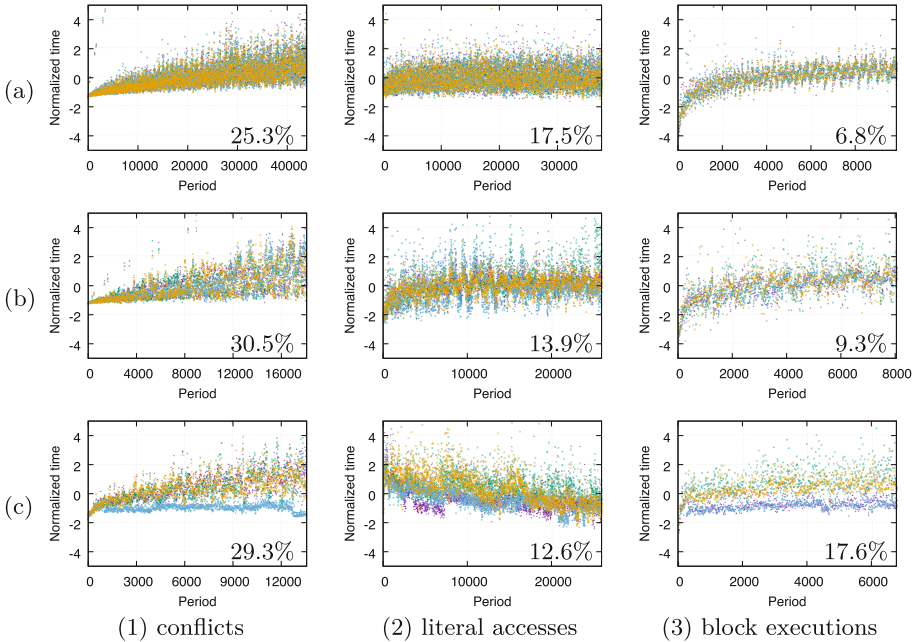 4
2
0
-2
-4
Normalized time
25.3%
0 10000 20000 30000 40000
Period
4
2
0
-2
-4
Normalized time
17.5%
0 10000 20000 30000
Period
4
2
0
-2
-4
Normalized time
6.8%
0 2000 4000 6000 8000
Period
(a)
4
2
0
-2
-4
Normalized time
30.5%
0 4000 8000 12000 16000
Period
4
2
0
-2
-4
Normalized time
13.9%
0 10000 20000
Period
4
2
0
-2
-4
Normalized time
9.3%
0 2000 4000 6000 8000
Period
(b)
4
2
0
-2
-4
Normalized time
29.3%
0 3000 6000 9000 12000
Period
4
2
0
-2
-4
Normalized time
12.6%
0 10000 20000
Period
4
2
0
-2
-4
Normalized time
17.6%
0 2000 4000 6000
Period
(c)
(1) conflicts
(2) literal accesses
(3) block executions